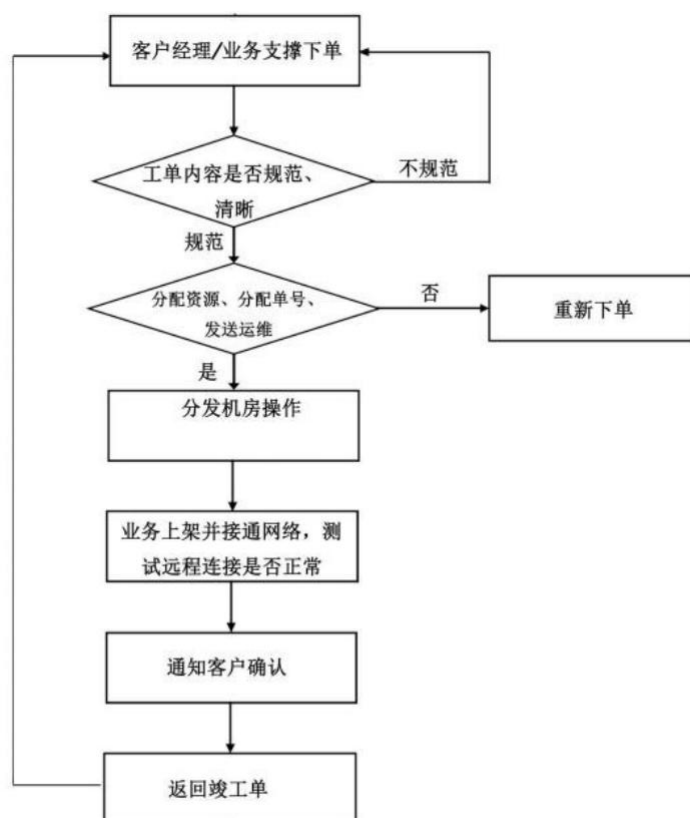 客户经理/业务支撑下单
工单内容是否规范、
清晰
不规范
规范
分配资源、分配单号、
发送运维
否
重新下单
是
分发机房操作
业务上架并接通网络，测
试远程连接是否正常
通知客户确认
返回竣工单